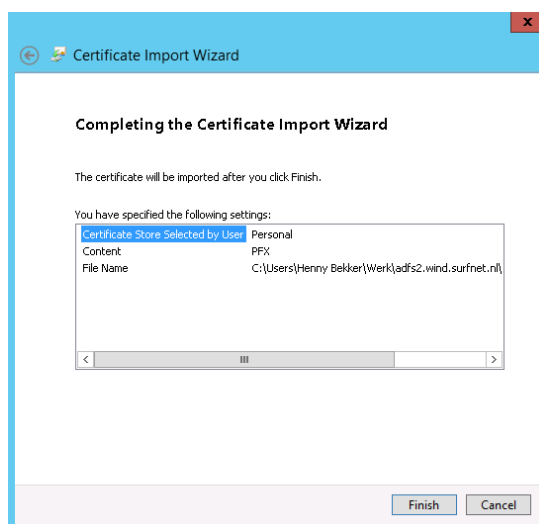 x
Certificate Import Wizard
Completing the Certificate Import Wizard
The certificate will be imported after you click Finish.
You have specified the following settings:
Certificate Store Selected by User Personal
Content PFX
File Name C:\Users\Henny Bekker\Werk\adfs2.wind.surfnet.nl\
Finish Cancel